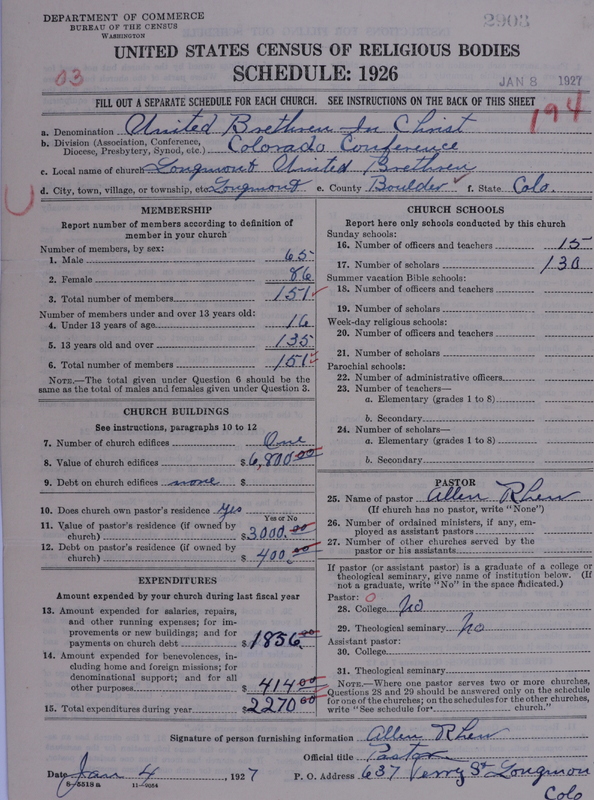 DEPARTMENT OF COMMERCE
BUREAU OF THE CENSUS
WASHINGTON
2903
UNITED STATES CENSUS OF RELIGIOUS BODIES
SCHEDULE: 1926
03
JAN 8 1927
FILL OUT A SEPARATE SCHEDULE FOR EACH CHURCH. SEE INSTRUCTIONS ON THE BACK OF THIS SHEET
194
a. Denomination United Brethren In Christ
b. Division (Association, Conference, Diocese, Presbytery, Synod, etc.) Colorado Conference
c. Local name of church Longmont United Brethren
d. City, town, village, or township, etc. Longmont e. County Boulder f. State Colo.
MEMBERSHIP
Report number of members according to definition of member in your church
Number of members, by sex:
1. Male 65
2. Female 86
3. Total number of members 151
Number of members under and over 13 years old:
4. Under 13 years of age 16
5. 13 years old and over 135
6. Total number of members 151
NOTE.—The total given under Question 6 should be the same as the total of males and females given under Question 3.
CHURCH BUILDINGS
See instructions, paragraphs 10 to 12
7. Number of church edifices One
8. Value of church edifices $6,800.00
9. Debt on church edifices none $
10. Does church own pastor's residence yes
Yes or No
11. Value of pastor's residence (if owned by church) $3000.00
12. Debt on pastor's residence (if owned by church) $400.00
EXPENDITURES
Amount expended by your church during last fiscal year
13. Amount expended for salaries, repairs, and other running expenses; for improvements or new buildings; and for payments on church debt $1856.00
14. Amount expended for benevolences, including home and foreign missions; for denominational support; and for all other purposes $414.00
15. Total expenditures during year $2270.00
CHURCH SCHOOLS
Report here only schools conducted by this church
Sunday schools:
16. Number of officers and teachers 15
17. Number of scholars 130
Summer vacation Bible schools:
18. Number of officers and teachers
19. Number of scholars
Week-day religious schools:
20. Number of officers and teachers
21. Number of scholars
Parochial schools:
22. Number of administrative officers
23. Number of teachers—
a. Elementary (grades 1 to 8)
b. Secondary
24. Number of scholars—
a. Elementary (grades 1 to 8)
b. Secondary
PASTOR
25. Name of pastor Allen Rhew
(If church has no pastor, write "None")
26. Number of ordained ministers, if any, employed as assistant pastors
27. Number of other churches served by the pastor or his assistants
If pastor (or assistant pastor) is a graduate of a college or theological seminary, give name of institution below. (If not a graduate, write "No" in the space indicated.)
Pastor: 0
28. College No
29. Theological seminary No
Assistant pastor:
30. College
31. Theological seminary
NOTE.—Where one pastor serves two or more churches, Questions 28 and 29 should be answered only on the schedule for one of the churches; on the schedules for the other churches, write "See schedule for church."
Signature of person furnishing information Allen Rhew
Official title Pastor
Date Jan 4, 1927 P. O. Address 637 Terry St Longmon
Colo
8-5518a 11-9054